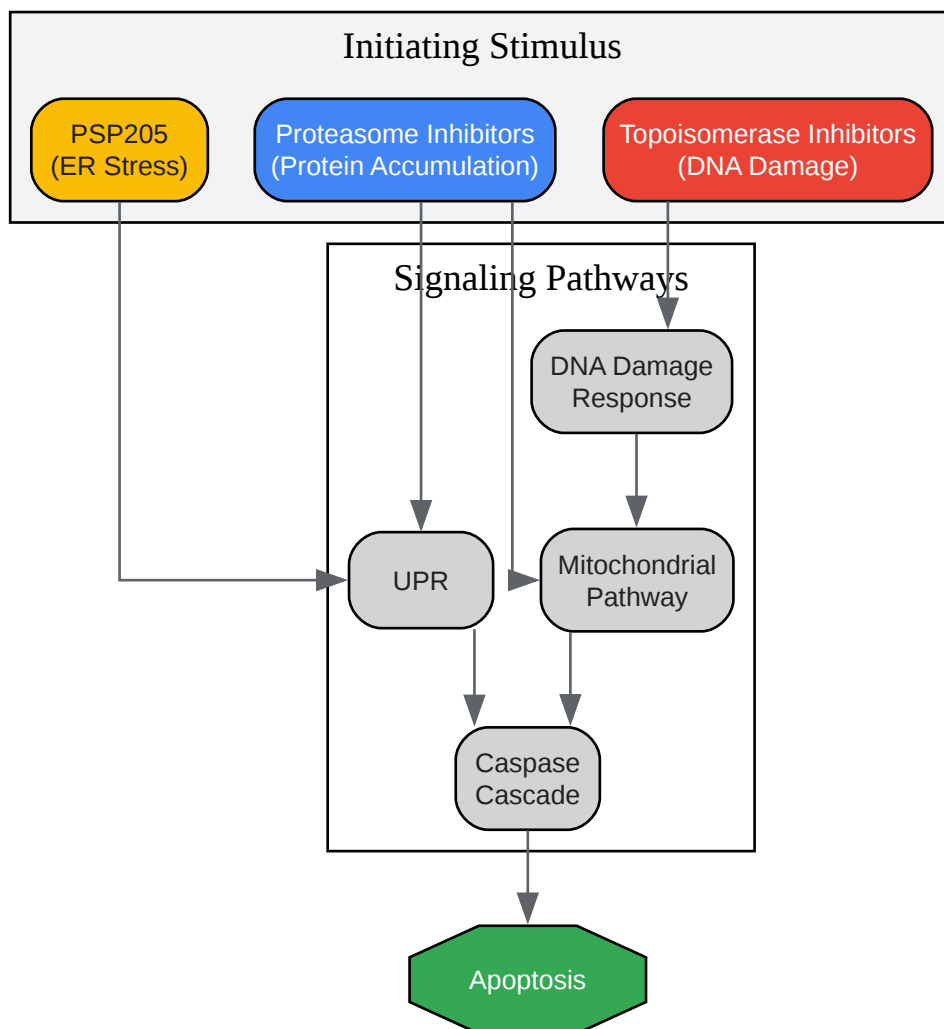 Initiating Stimulus
PSP205
(ER Stress)
Proteasome Inhibitors
(Protein Accumulation)
Topoisomerase Inhibitors
(DNA Damage)
Signaling Pathways
DNA Damage
Response
UPR
Mitochondrial
Pathway
Caspase
Cascade
Apoptosis